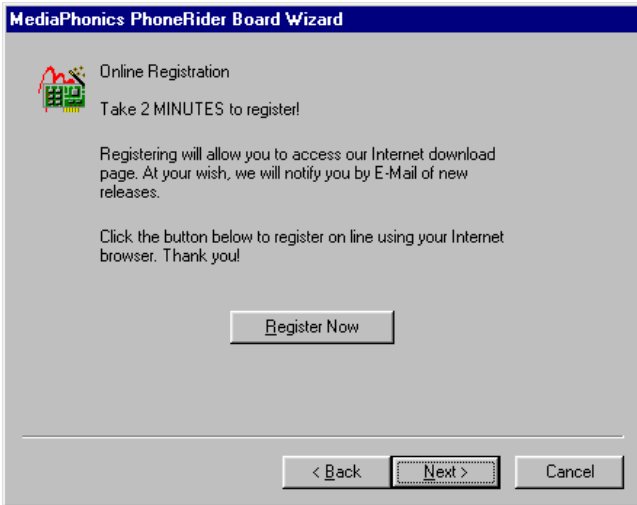 MediaPhonics PhoneRider Board Wizard
Online Registration
Take 2 MINUTES to register!
Registering will allow you to access our Internet download
page. At your wish, we will notify you by E-Mail of new
releases.
Click the button below to register on line using your Internet
browser. Thank you!
Register Now
< Back Next > Cancel